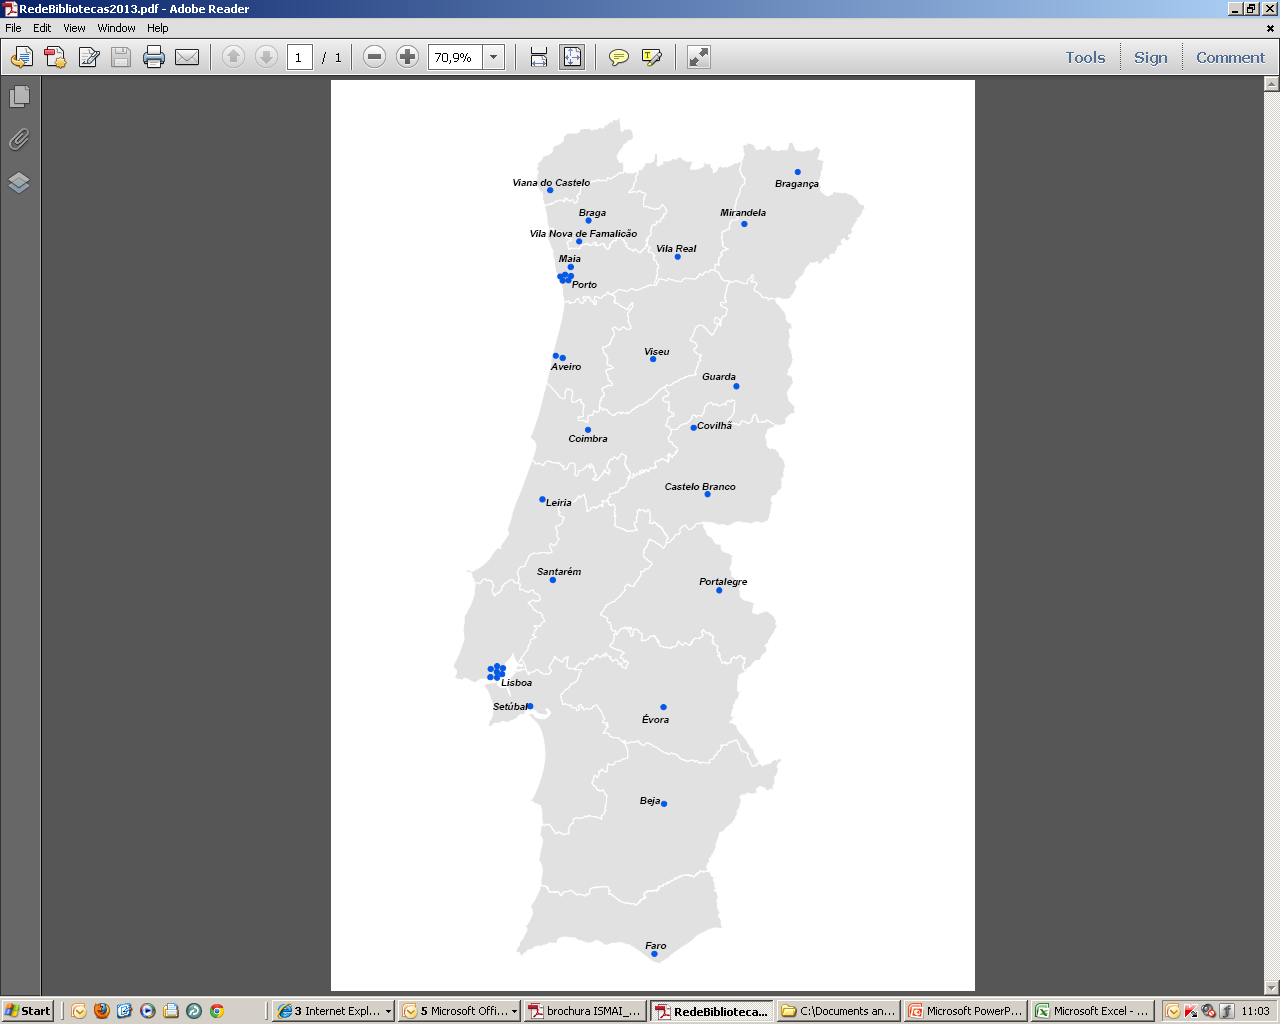 RedeBibliotecas2013.pdf - Adobe Reader
File Edit View Window Help
1 / 1 70,9% Tools Sign Comment
Viana do Castelo
Bragança
Braga
Mirandela
Vila Nova de Famalicão
Vila Real
Maia
Porto
Viseu
Aveiro
Guarda
Covilhã
Coimbra
Castelo Branco
Leiria
Santarém
Portalegre
Lisboa
Setúbal
Évora
Beja
Faro
Start 3 Internet Expl... 5 Microsoft Offi... brochura ISMAI_... RedeBiblioteca... C:\Documents an... Microsoft PowerP... Microsoft Excel - ... 11:03